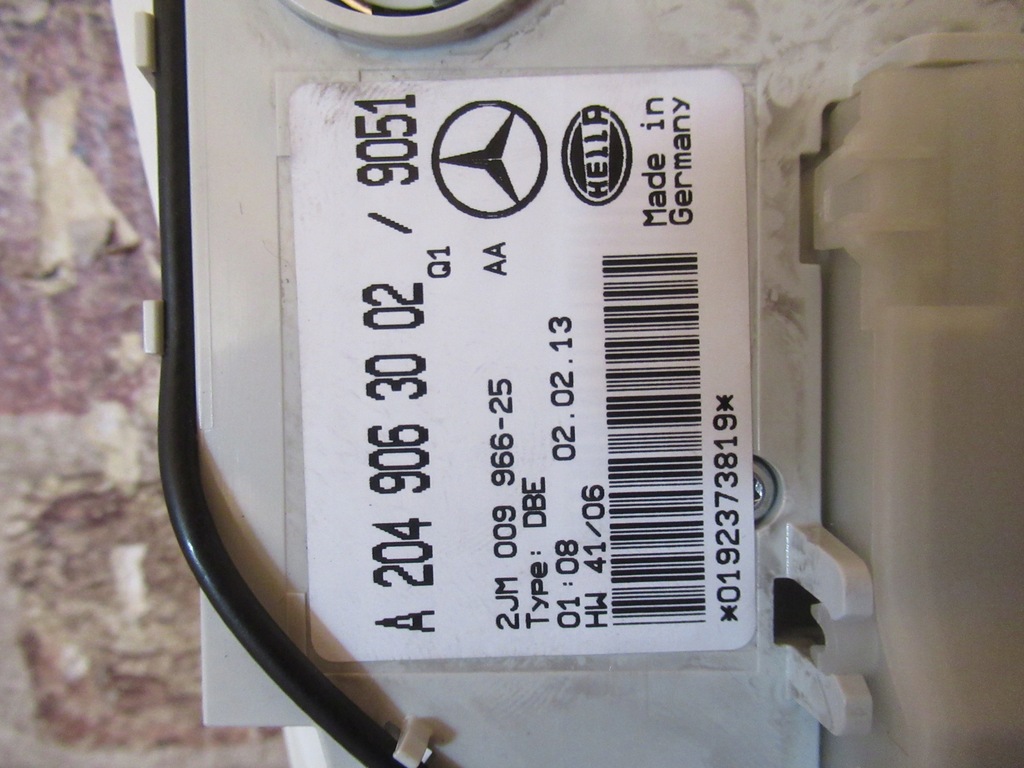 A 204 906 30 02 / 9051
Q1
2JM 009 966-25 AA
Type: DBE
01:08 02.02.13
HW 41/06
*01923773819*
HELLA
Made in
Germany